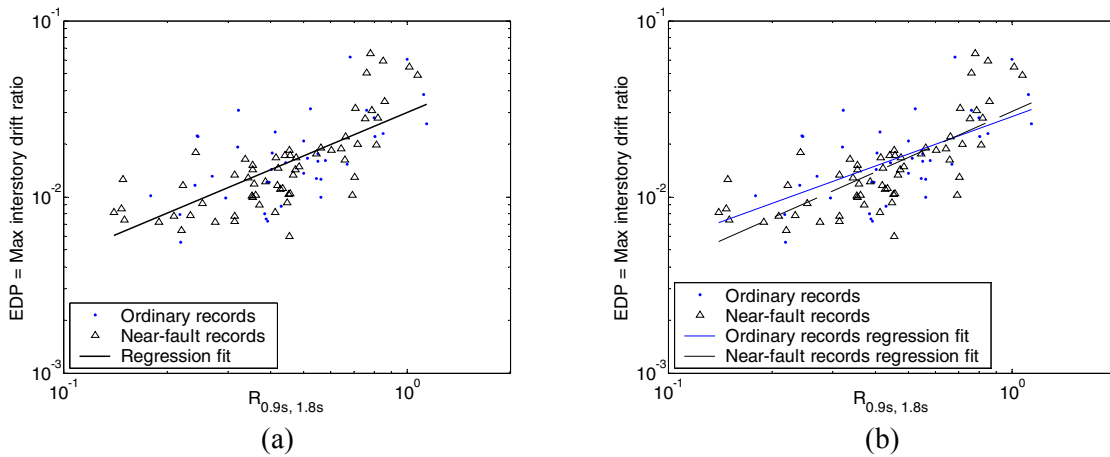 10^-1
10^-2
10^-3
10^-1
10^0
EDP = Max interstory drift ratio
R_0.9s, 1.8s
Ordinary records
Near-fault records
Regression fit
(a)
10^-1
10^-2
10^-3
10^-1
10^0
EDP = Max interstory drift ratio
R_0.9s, 1.8s
Ordinary records
Near-fault records
Ordinary records regression fit
Near-fault records regression fit
(b)